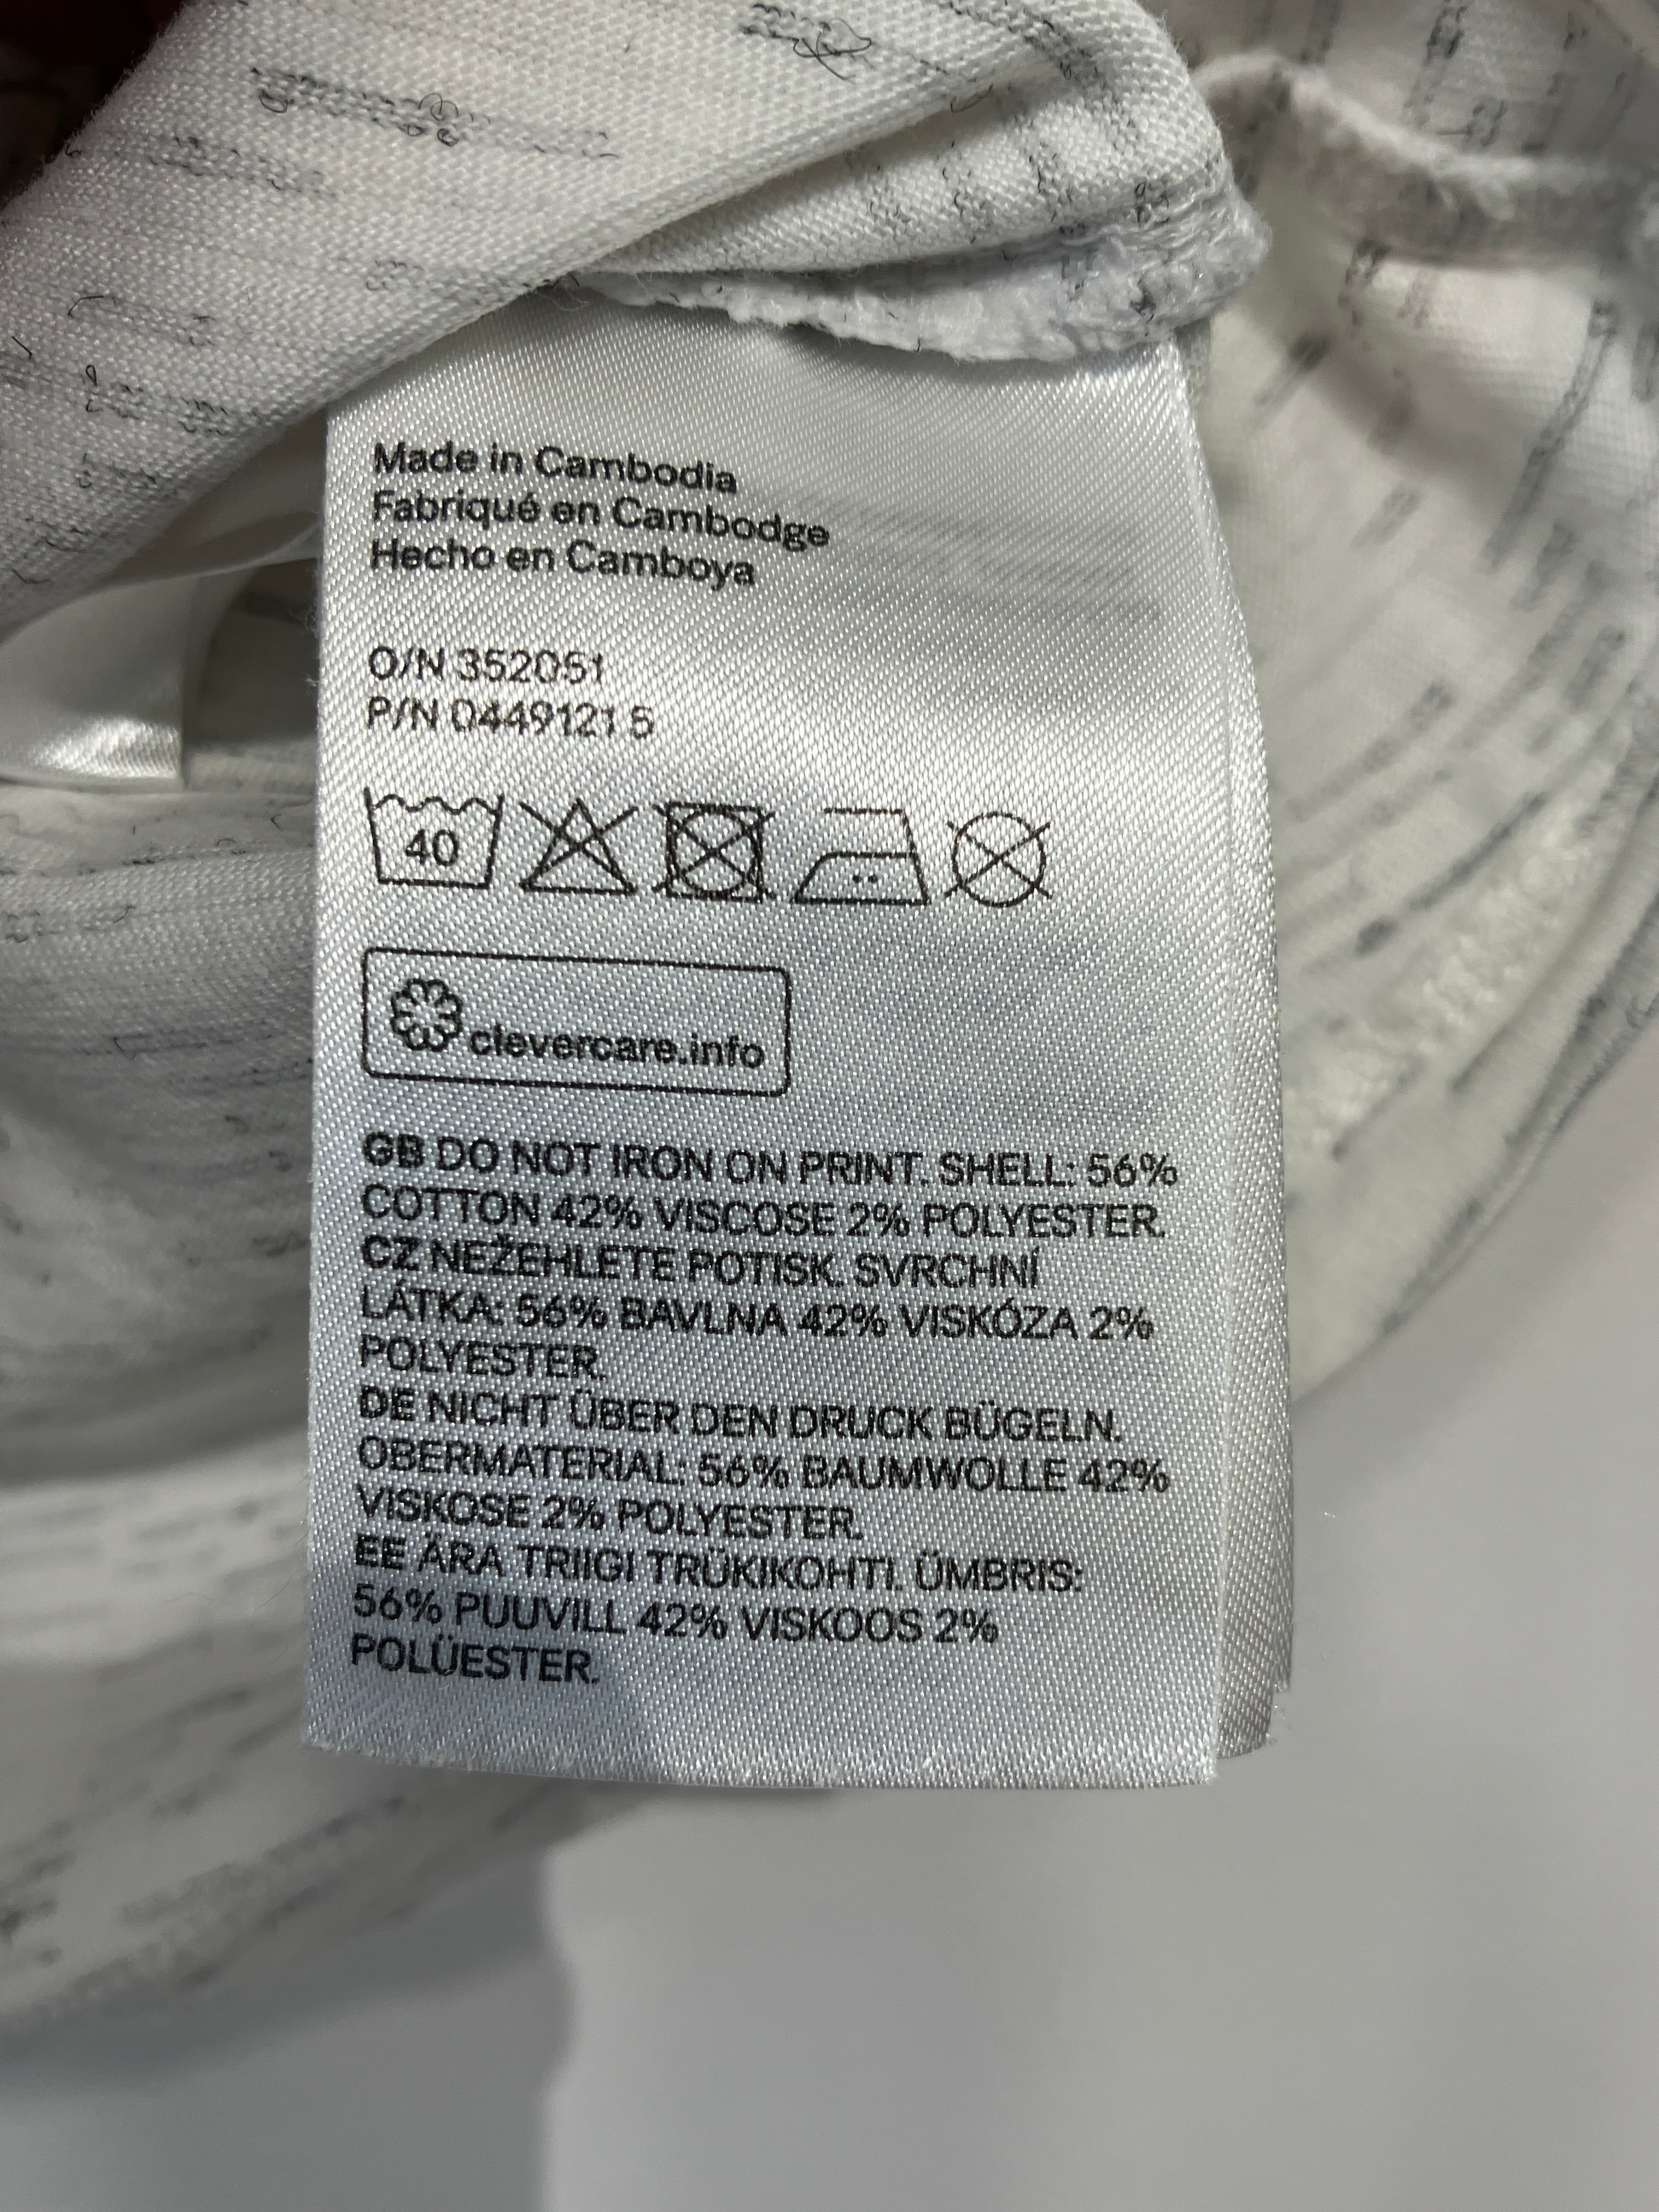 Made in Cambodia
Fabriqué en Cambodge
Hecho en Camboya
O/N 352051
P/N 04491215
40
clevercare.info
GB DO NOT IRON ON PRINT. SHELL: 56%
COTTON 42% VISCOSE 2% POLYESTER.
CZ NEŽEHLETE POTISK. SVRCHNÍ
LÁTKA: 56% BAVLNA 42% VISKÓZA 2%
POLYESTER.
DE NICHT ÜBER DEN DRUCK BÜGELN.
OBERMATERIAL: 56% BAUMWOLLE 42%
VISKOSE 2% POLYESTER.
EE ÄRA TRIIGI TRÜKIKOHTI. ÜMBRIS:
56% PUUVILL 42% VISKOOS 2%
POLÜESTER.